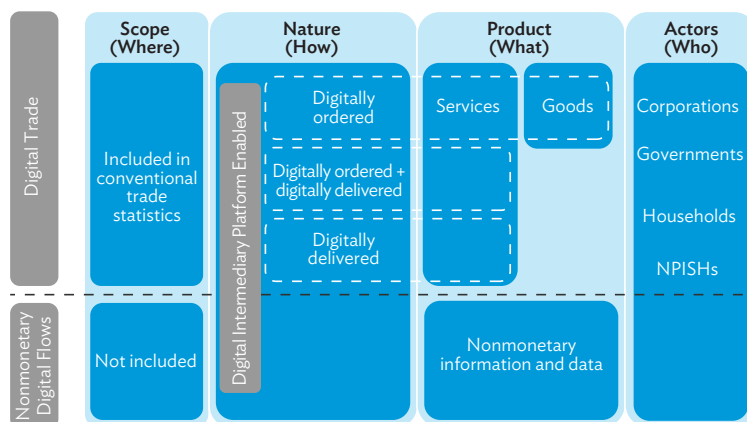 Scope
(Where)
Nature
(How)
Product
(What)
Actors
(Who)
Digital Trade
Included in
conventional
trade
statistics
Digital Intermediary Platform Enabled
Digitally
ordered
Services
Goods
Corporations
Governments
Digitally ordered +
digitally delivered
Households
Digitally
delivered
NPISHs
Nonmonetary
Digital Flows
Not included
Nonmonetary
information and data